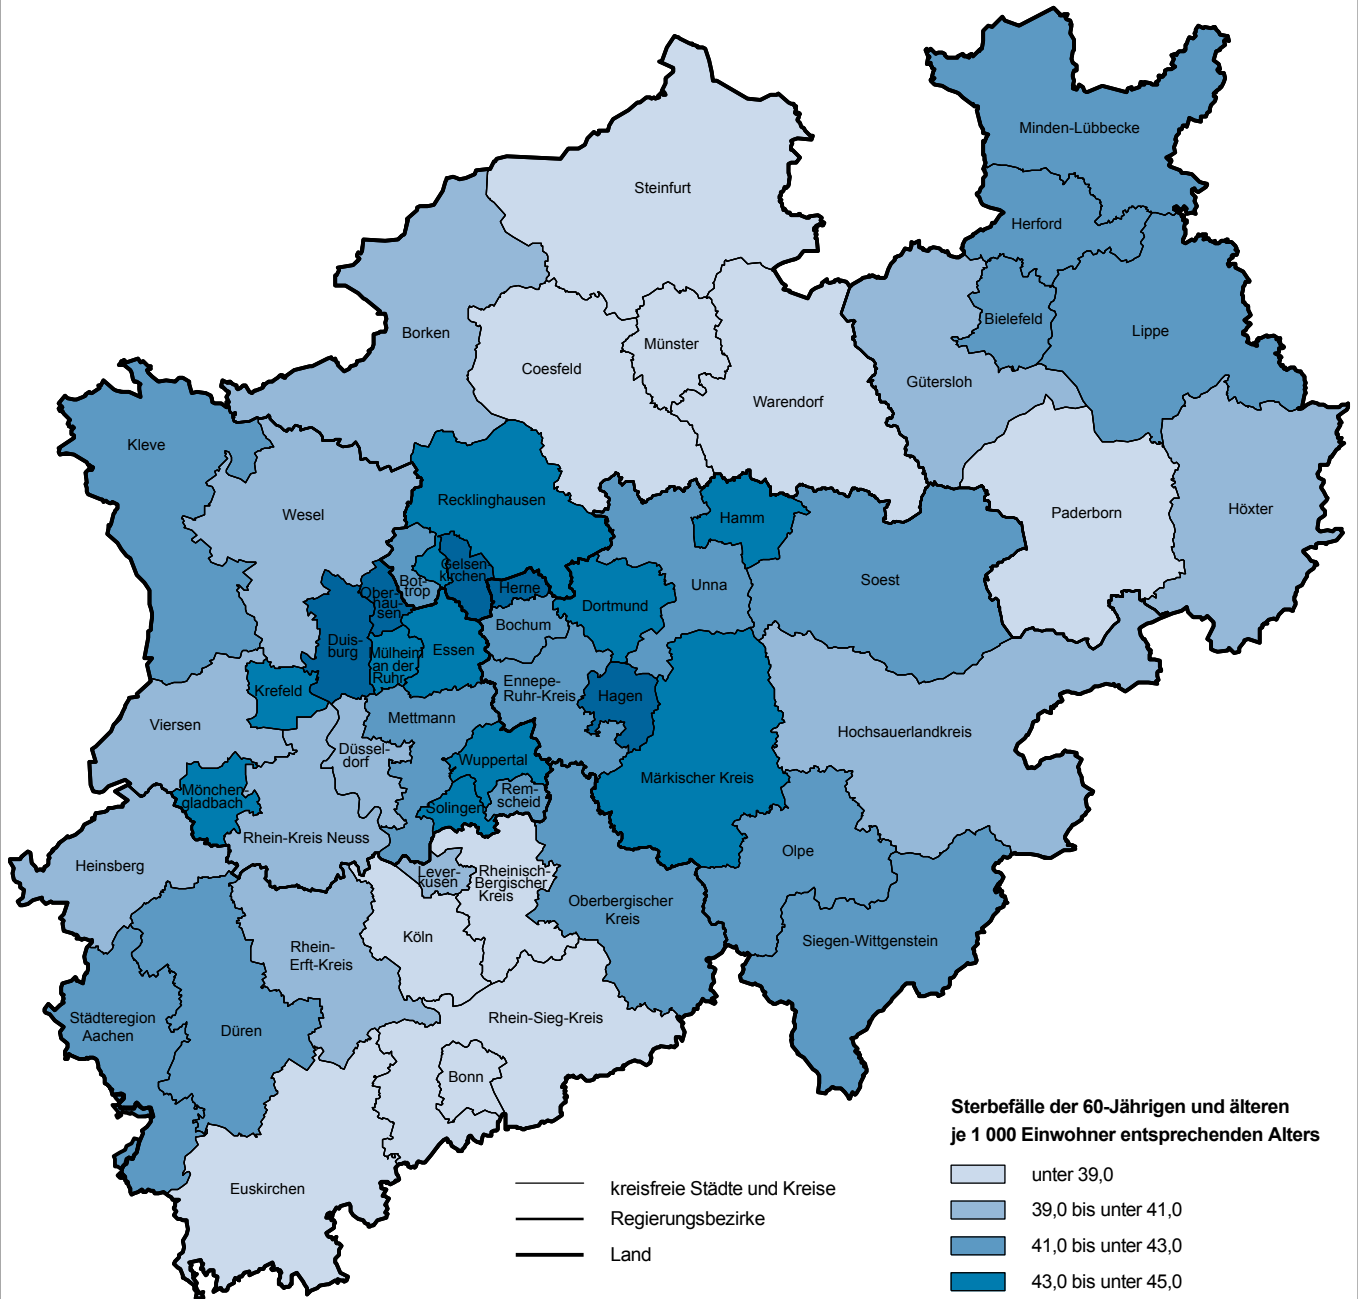 Minden-Lübbecke
Steinfurt
Herford
Bielefeld
Lippe
Borken
Münster
Coesfeld
Gütersloh
Warendorf
Kleve
Recklinghausen
Wesel
Hamm
Paderborn
Höxter
Gelsen-
kirchen
Soest
Bot-
trop
Herne
Unna
Ober-
hau-
sen
Dortmund
Bochum
Duis-
burg
Mülheim
an der
Ruhr
Essen
Krefeld
Ennepe-
Ruhr-Kreis
Hagen
Viersen
Mettmann
Hochsauerlandkreis
Düssel-
dorf
Wuppertal
Märkischer Kreis
Mönchen-
gladbach
Rem-
scheid
Solingen
Rhein-Kreis Neuss
Olpe
Heinsberg
Lever-
kusen
Rheinisch-
Bergischer
Kreis
Oberbergischer
Kreis
Köln
Siegen-Wittgenstein
Rhein-
Erft-Kreis
Städteregion
Aachen
Düren
Rhein-Sieg-Kreis
Bonn
Euskirchen
kreisfreie Städte und Kreise
Regierungsbezirke
Land
Sterbefälle der 60-Jährigen und älteren
je 1 000 Einwohner entsprechenden Alters
unter 39,0
39,0 bis unter 41,0
41,0 bis unter 43,0
43,0 bis unter 45,0